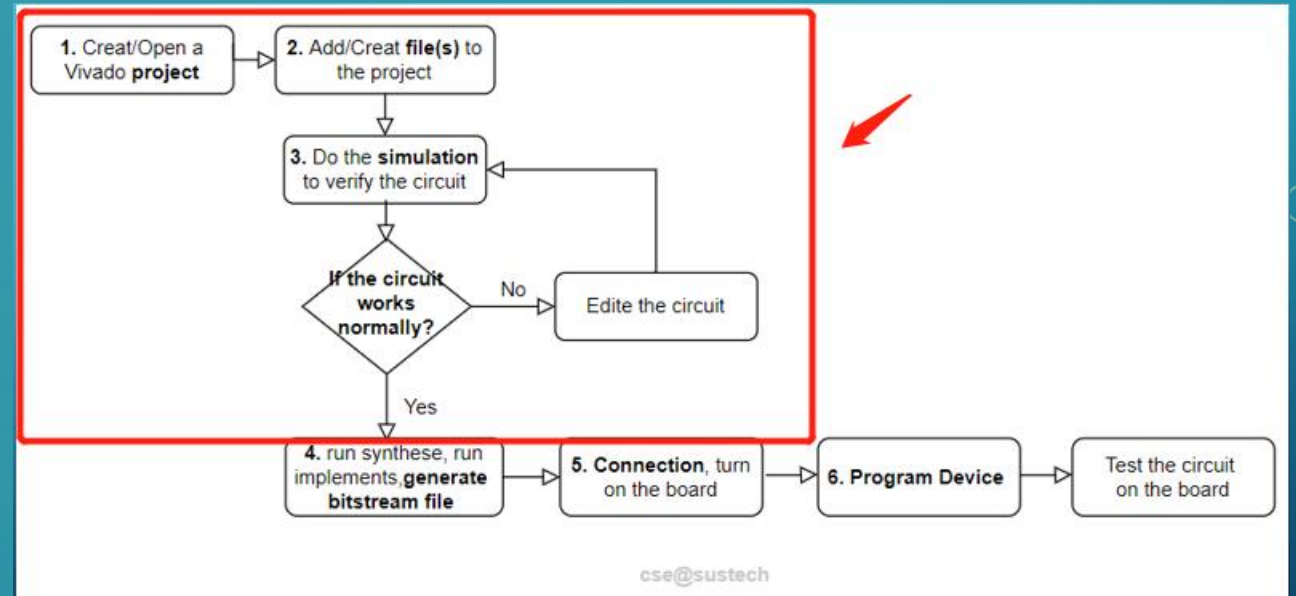 1. Creat/Open a
Vivado project
2. Add/Creat file(s) to
the project
3. Do the simulation
to verify the circuit
If the circuit
works
normally?
No
Edite the circuit
Yes
4. run synthese, run
implements,generate
bitstream file
5. Connection, turn
on the board
6. Program Device
Test the circuit
on the board
cse@sustech